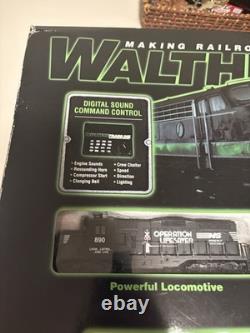 MAKING RAILRO
WALTH
DIGITAL SOUND
COMMAND CONTROL
• Engine Sounds
• Resounding Horn
• Compressor Start
• Clanging Bell
• Crew Chatter
• Speed
• Direction
• Lighting
890
OPERATION
LIFESAVER
NS
Powerful Locomotive